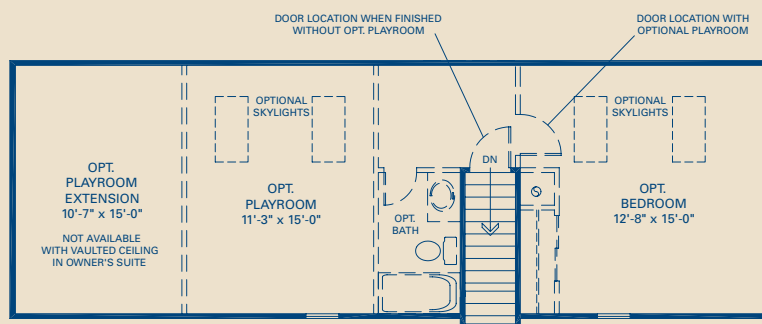 DOOR LOCATION WHEN FINISHED
WITHOUT OPT. PLAYROOM
DOOR LOCATION WITH
OPTIONAL PLAYROOM
OPTIONAL
SKYLIGHTS
OPTIONAL
SKYLIGHTS
DN
OPT.
PLAYROOM
EXTENSION
10'-7" x 15'-0"
NOT AVAILABLE
WITH VAULTED CEILING
IN OWNER'S SUITE
OPT.
PLAYROOM
11'-3" x 15'-0"
OPT.
BATH
OPT.
BEDROOM
12'-8" x 15'-0"